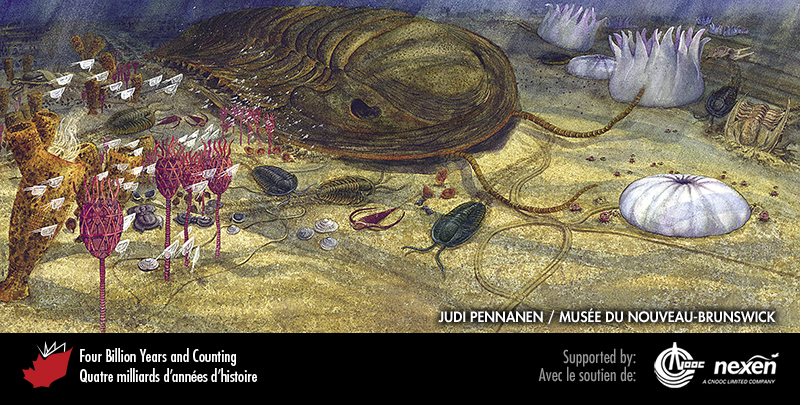 JUDI PENNANEN / MUSÉE DU NOUVEAU-BRUNSWICK
Four Billion Years and Counting
Quatre milliards d'années d'histoire
Supported by:
Avec le soutien de:
CNOOC
nexen
A CNOOC LIMITED COMPANY